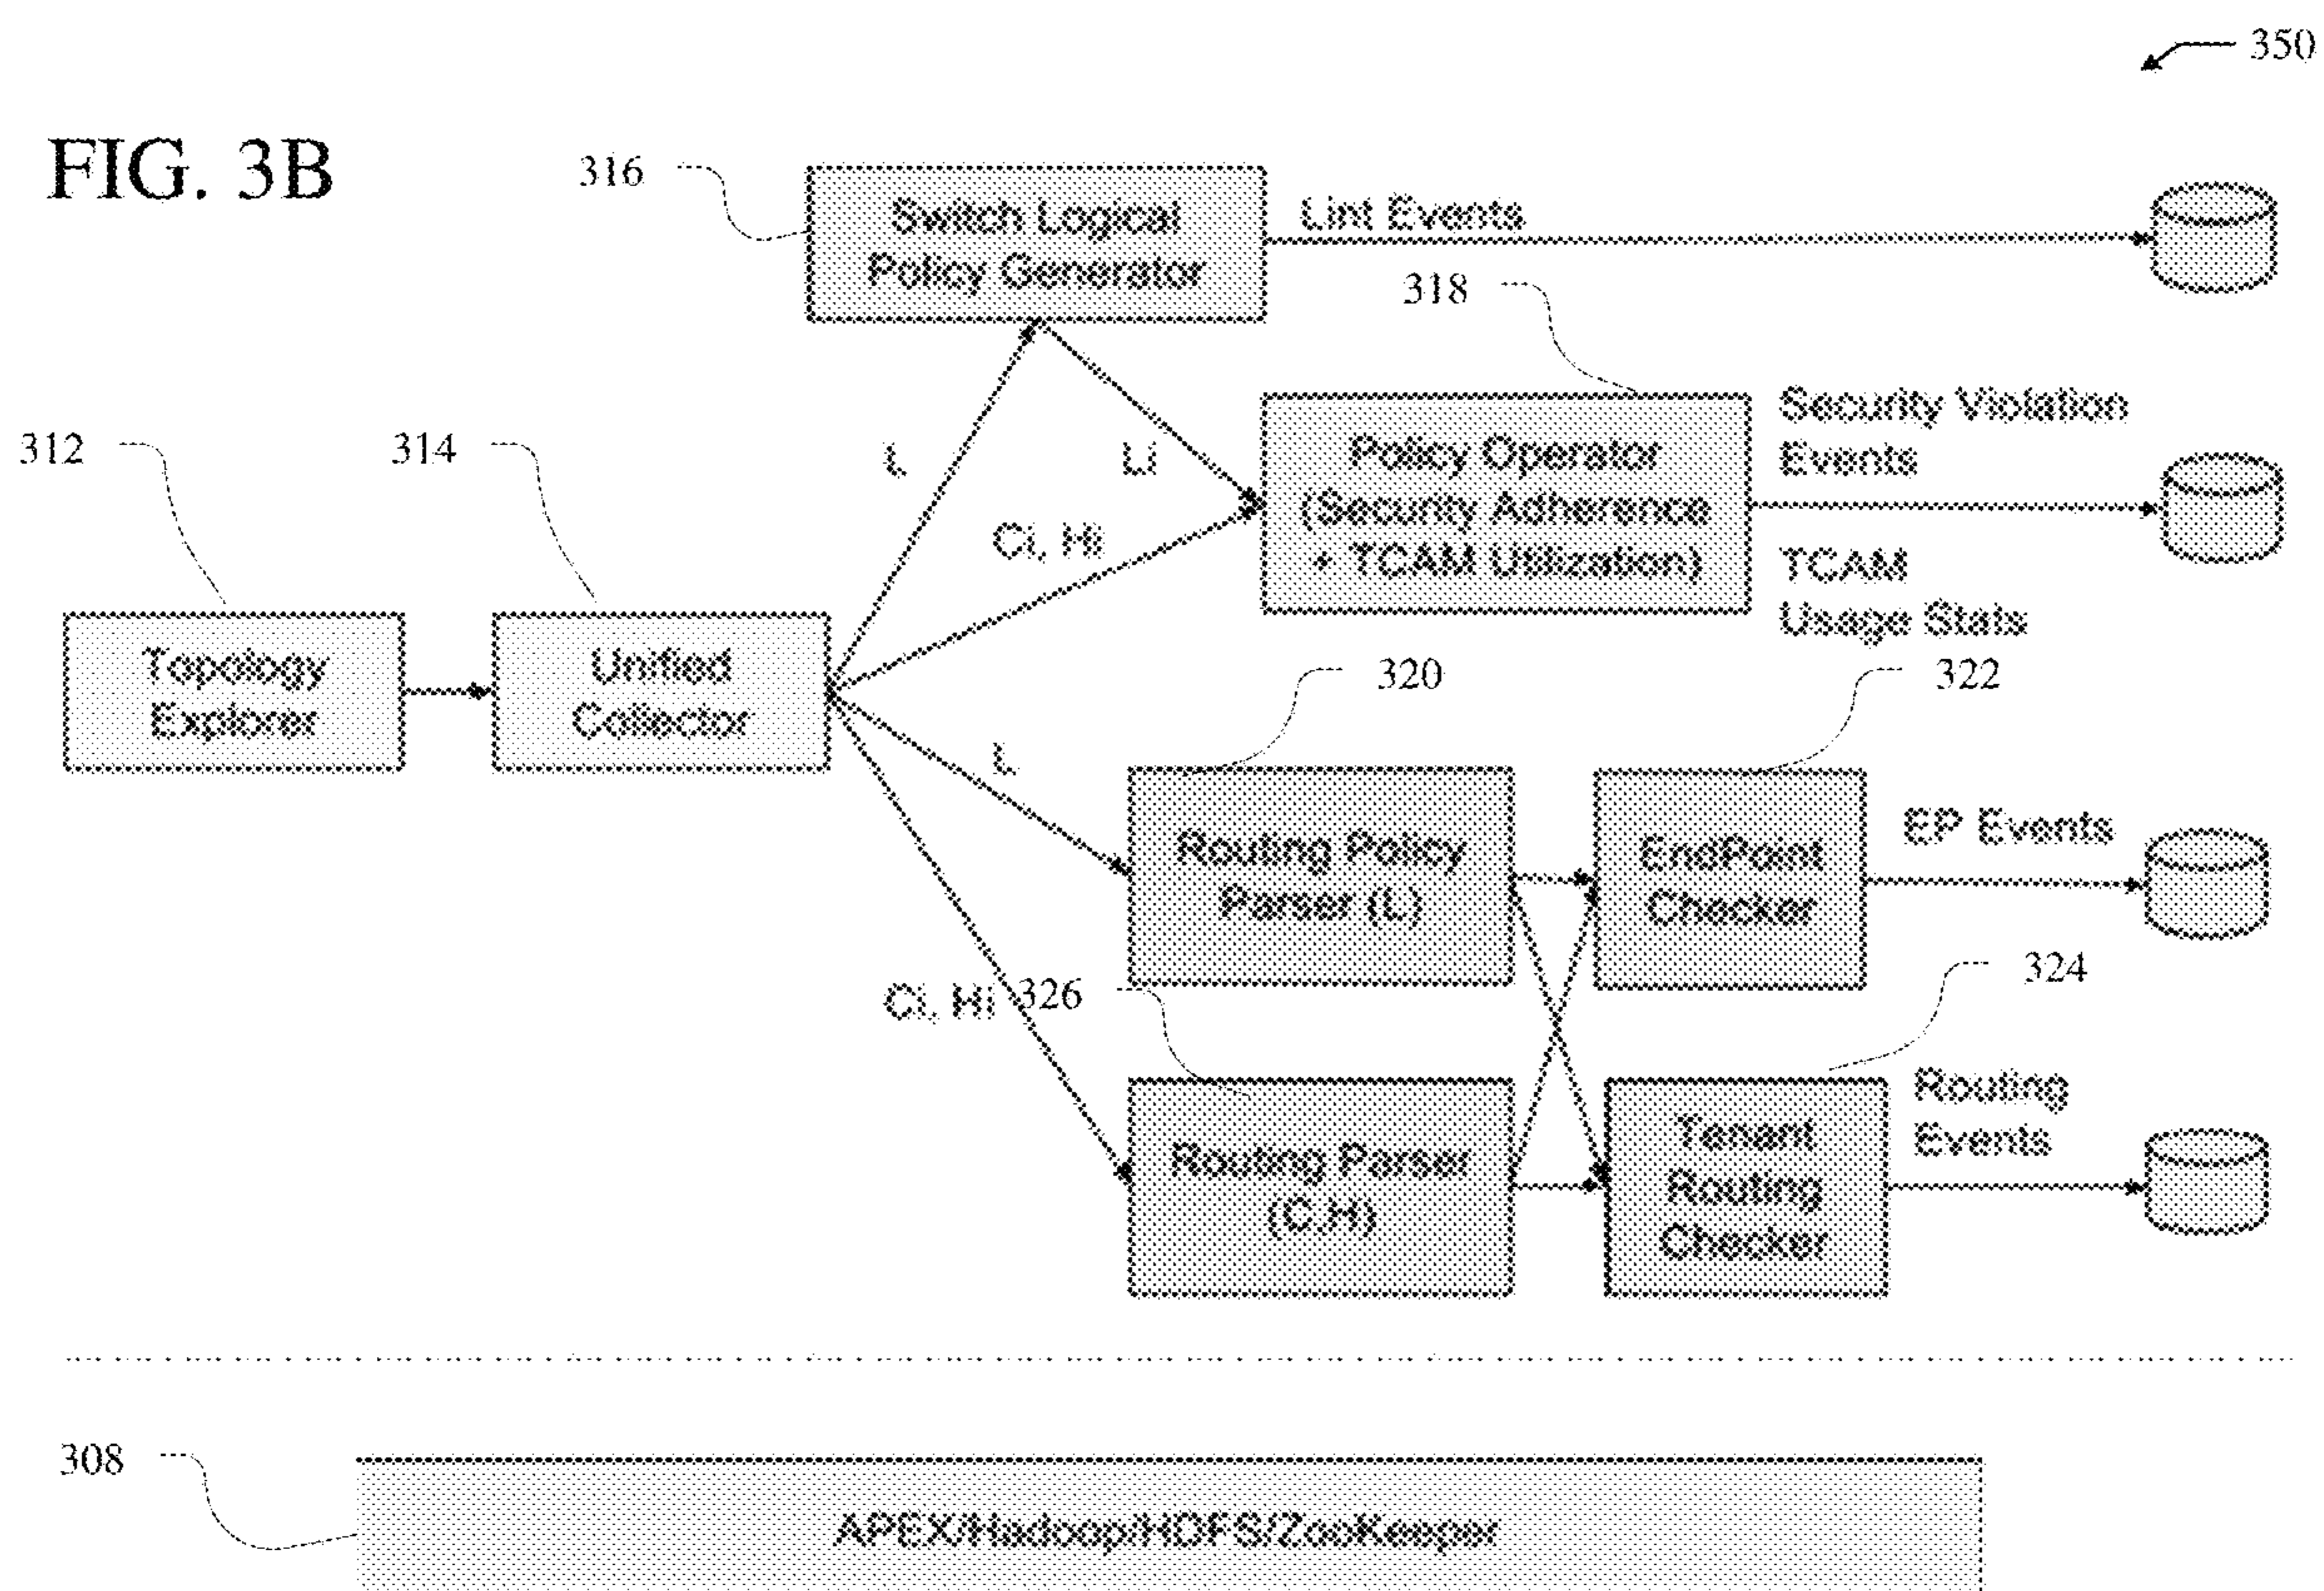 350
FIG. 3B
316
Switch Logical
Policy Generator
Lint Events
318
312
314
L
Li
Ci, Hi
Policy Operator
(Security Adherence
+ TCAM Utilization)
Security Violation
Events
TCAM
Usage Stats
Topology
Explorer
Unified
Collector
320
322
L
Routing Policy
Parser (L)
EndPoint
Checker
EP Events
Ci, Hi
326
324
Routing Parser
(C,H)
Tenant
Routing
Checker
Routing
Events
308
APEX/Hadoop/HDFS/ZooKeeper